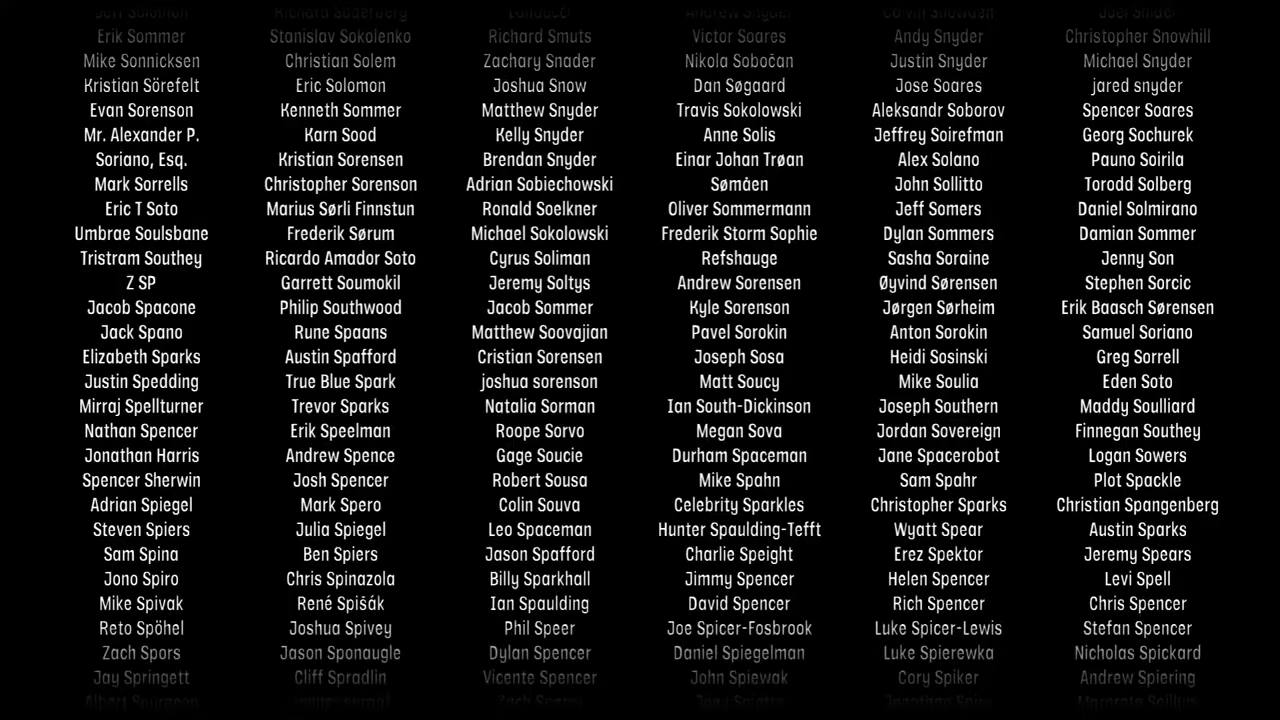 Erik Sommer Stanislav Sokolenko Richard Smuts Victor Soares Andy Snyder Christopher Snowhill
Mike Sonnicksen Christian Solem Zachary Snader Nikola Sobočan Justin Snyder Michael Snyder
Kristian Sörefelt Eric Solomon Joshua Snow Dan Søgaard Jose Soares jared snyder
Evan Sorenson Kenneth Sommer Matthew Snyder Travis Sokolowski Aleksandr Soborov Spencer Soares
Mr. Alexander P. Karn Sood Kelly Snyder Anne Solis Jeffrey Soirefman Georg Sochurek
Soriano, Esq. Kristian Sorensen Brendan Snyder Einar Johan Trøan Alex Solano Pauno Soirila
Mark Sorrells Christopher Sorenson Adrian Sobiechowski Sømåen John Sollitto Torodd Solberg
Eric T Soto Marius Sørli Finnstun Ronald Soelkner Oliver Sommermann Jeff Somers Daniel Solmirano
Umbrae Soulsbane Frederik Sørum Michael Sokolowski Frederik Storm Sophie Dylan Sommers Damian Sommer
Tristram Southey Ricardo Amador Soto Cyrus Soliman Refshauge Sasha Soraine Jenny Son
Z SP Garrett Soumokil Jeremy Soltys Andrew Sorensen Øyvind Sørensen Stephen Sorcic
Jacob Spacone Philip Southwood Jacob Sommer Kyle Sorenson Jørgen Sørheim Erik Baasch Sørensen
Jack Spano Rune Spaans Matthew Soovajian Pavel Sorokin Anton Sorokin Samuel Soriano
Elizabeth Sparks Austin Spafford Cristian Sorensen Joseph Sosa Heidi Sosinski Greg Sorrell
Justin Spedding True Blue Spark joshua sorenson Matt Soucy Mike Soulia Eden Soto
Mirraj Spellturner Trevor Sparks Natalia Sorman Ian South-Dickinson Joseph Southern Maddy Soulliard
Nathan Spencer Erik Speelman Roope Sorvo Megan Sova Jordan Sovereign Finnegan Southey
Jonathan Harris Andrew Spence Gage Soucie Durham Spaceman Jane Spacerobot Logan Sowers
Spencer Sherwin Josh Spencer Robert Sousa Mike Spahn Sam Spahr Plot Spackle
Adrian Spiegel Mark Spero Colin Souva Celebrity Sparkles Christopher Sparks Christian Spangenberg
Steven Spiers Julia Spiegel Leo Spaceman Hunter Spaulding-Tefft Wyatt Spear Austin Sparks
Sam Spina Ben Spiers Jason Spafford Charlie Speight Erez Spektor Jeremy Spears
Jono Spiro Chris Spinazola Billy Sparkhall Jimmy Spencer Helen Spencer Levi Spell
Mike Spivak René Spišák Ian Spaulding David Spencer Rich Spencer Chris Spencer
Reto Spöhel Joshua Spivey Phil Speer Joe Spicer-Fosbrook Luke Spicer-Lewis Stefan Spencer
Zach Spors Jason Sponaugle Dylan Spencer Daniel Spiegelman Luke Spierewka Nicholas Spickard
Jay Springett Cliff Spradlin Vicente Spencer John Spiewak Cory Spiker Andrew Spiering